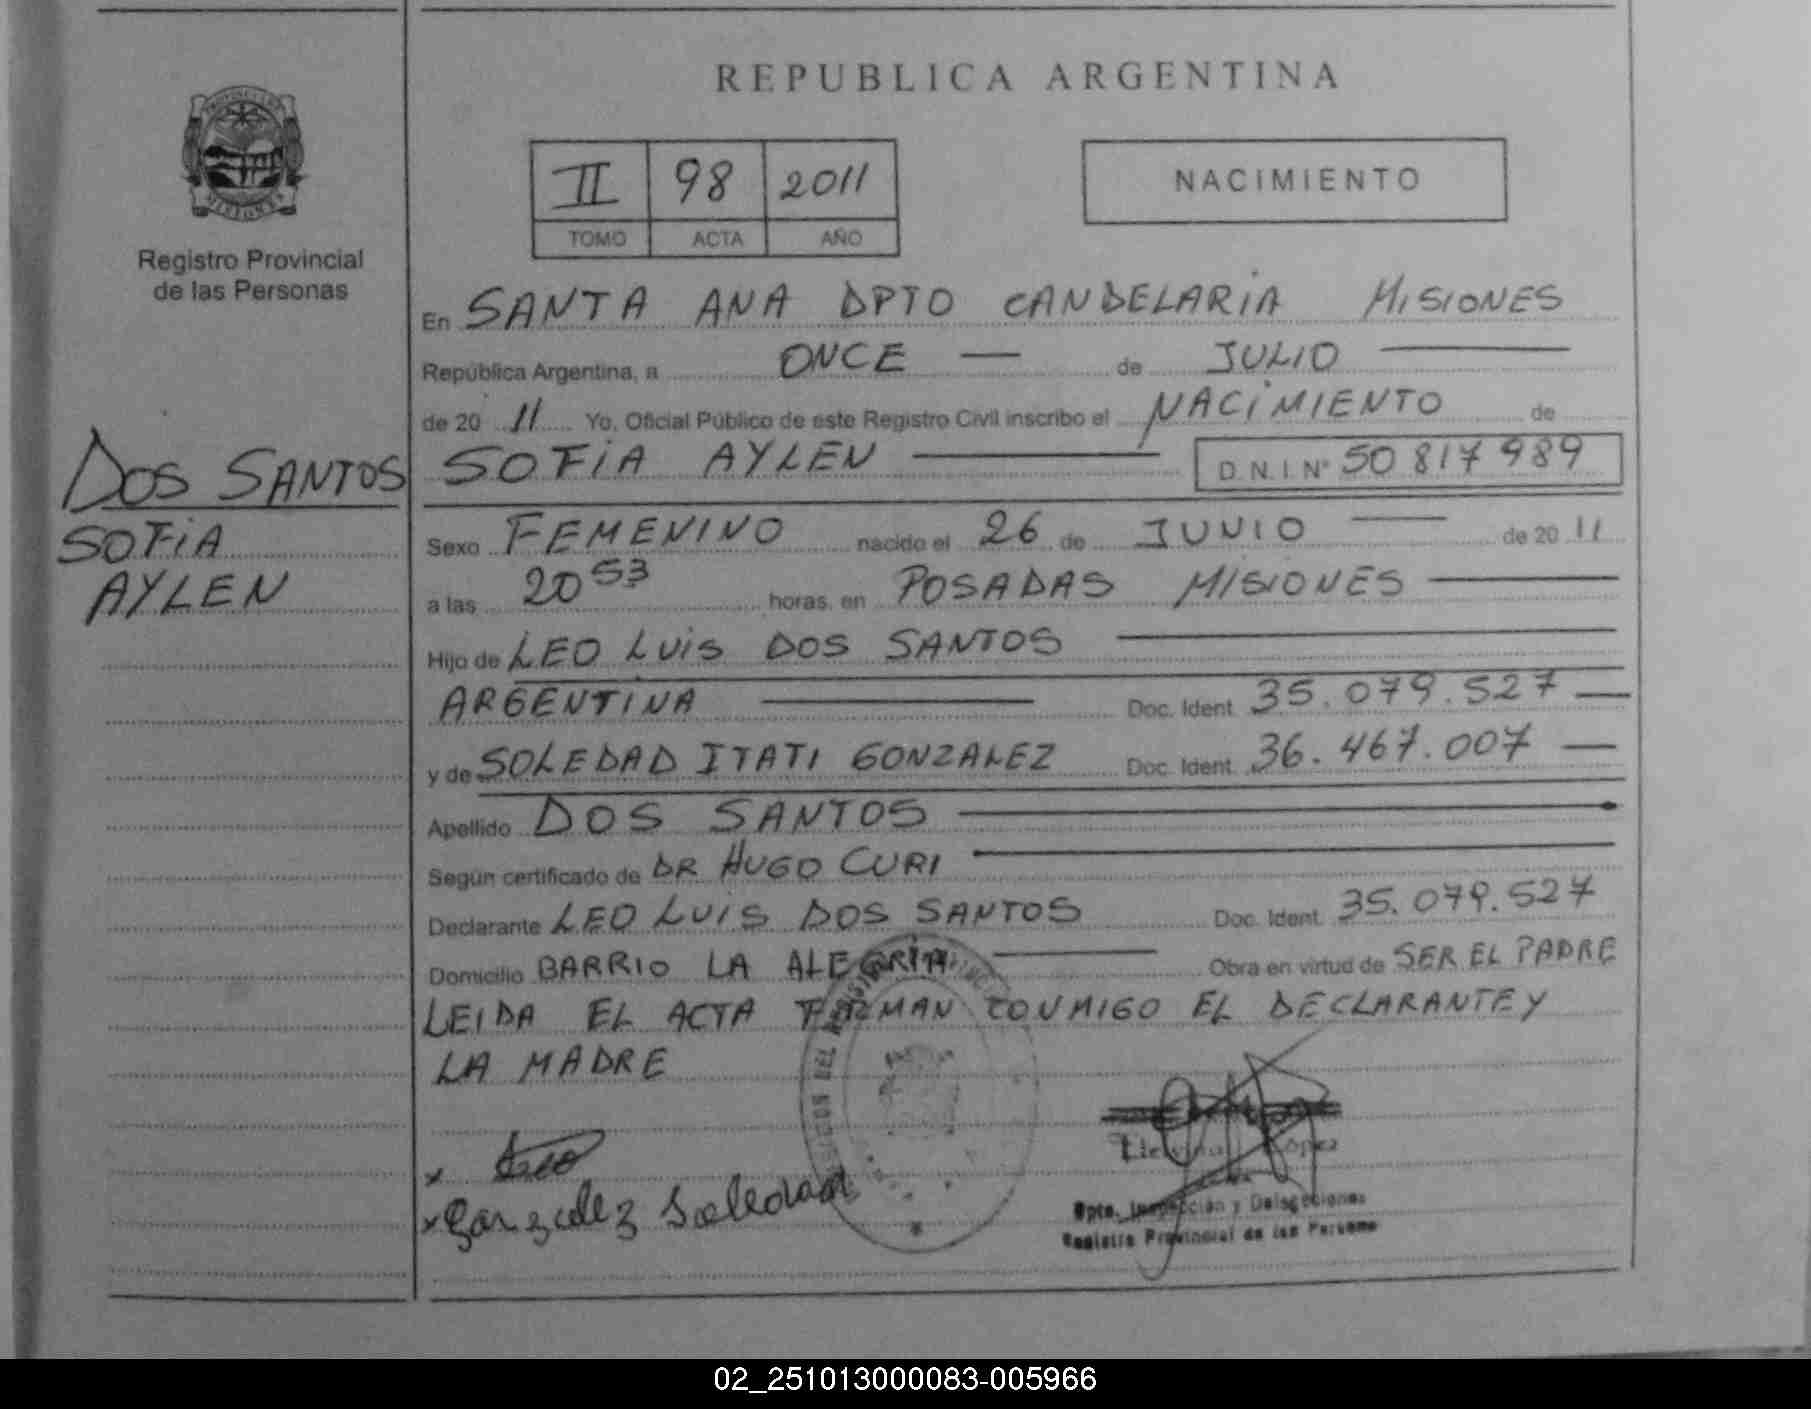 REPUBLICA ARGENTINA
II 98 2011
TOMO ACTA AÑO
NACIMIENTO
PROVINCIA DE
MISIONES
Registro Provincial
de las Personas
DOS SANTOS
SOFIA
AYLEN
En SANTA ANA DPTO CANDELARIA MISIONES
República Argentina, a ONCE — de JULIO —
de 20 11 Yo, Oficial Público de este Registro Civil inscribo el NACIMIENTO de
SOFIA AYLEN — D.N.I. Nº 50 817 989
Sexo FEMENINO nacido el 26 de JUNIO — de 20 11
a las 20 53 horas, en POSADAS MISIONES —
Hijo de LEO LUIS DOS SANTOS —
ARGENTINA — Doc. Ident. 35.079.527 —
y de SOLEDAD ITATI GONZALEZ Doc. Ident. 36.467.007 —
Apellido DOS SANTOS —
Según certificado de DR HUGO CURI —
Declarante LEO LUIS DOS SANTOS Doc. Ident. 35.079.527
Domicilio BARRIO LA ALEGRIA — Obra en virtud de SER EL PADRE
LEIDA EL ACTA FIRMAN CONMIGO EL DECLARANTE Y
LA MADRE
x Leo
x Gonzalez Soledad
López
Dpto. Inspección y Delegaciones
Registro Provincial de las Personas
02_251013000083-005966